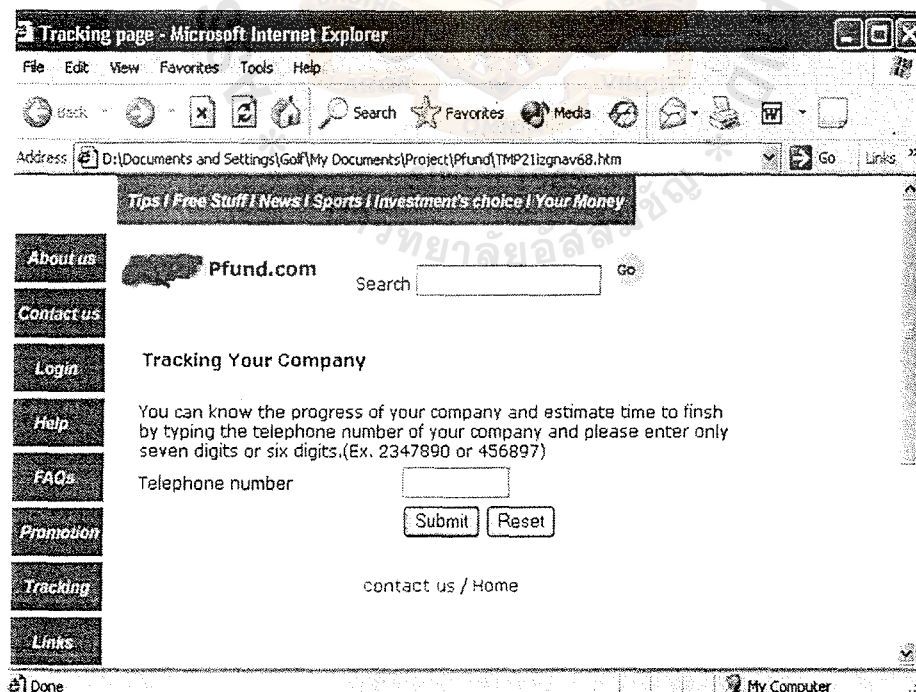 Tracking page - Microsoft Internet Explorer
File Edit View Favorites Tools Help
Back Search Favorites Media
Address D:\Documents and Settings\Golf\My Documents\Project\Pfund\TMP21izgnav68.htm Go Links »
Tips I Free Stuff I News I Sports I Investment's choice I Your Money
About us
Pfund.com
Search Go
Contact us
Tracking Your Company
Login
You can know the progress of your company and estimate time to finsh
Help
by typing the telephone number of your company and please enter only
seven digits or six digits.(Ex. 2347890 or 456897)
FAQs
Telephone number
Submit Reset
Promotion
Tracking
contact us / Home
Links
Done My Computer